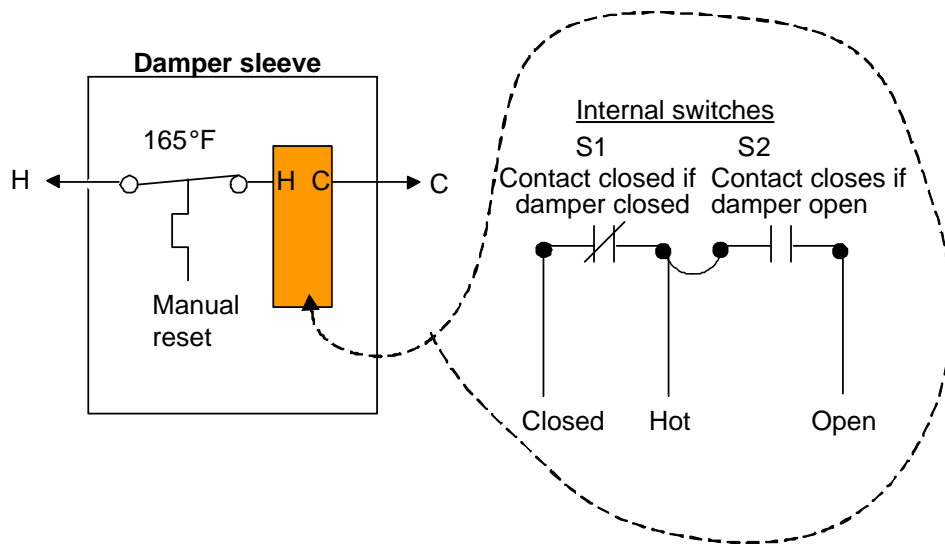 Damper sleeve
165°F
H
H C
C
Manual
reset
Internal switches
S1
Contact closed if
damper closed
S2
Contact closes if
damper open
Closed
Hot
Open